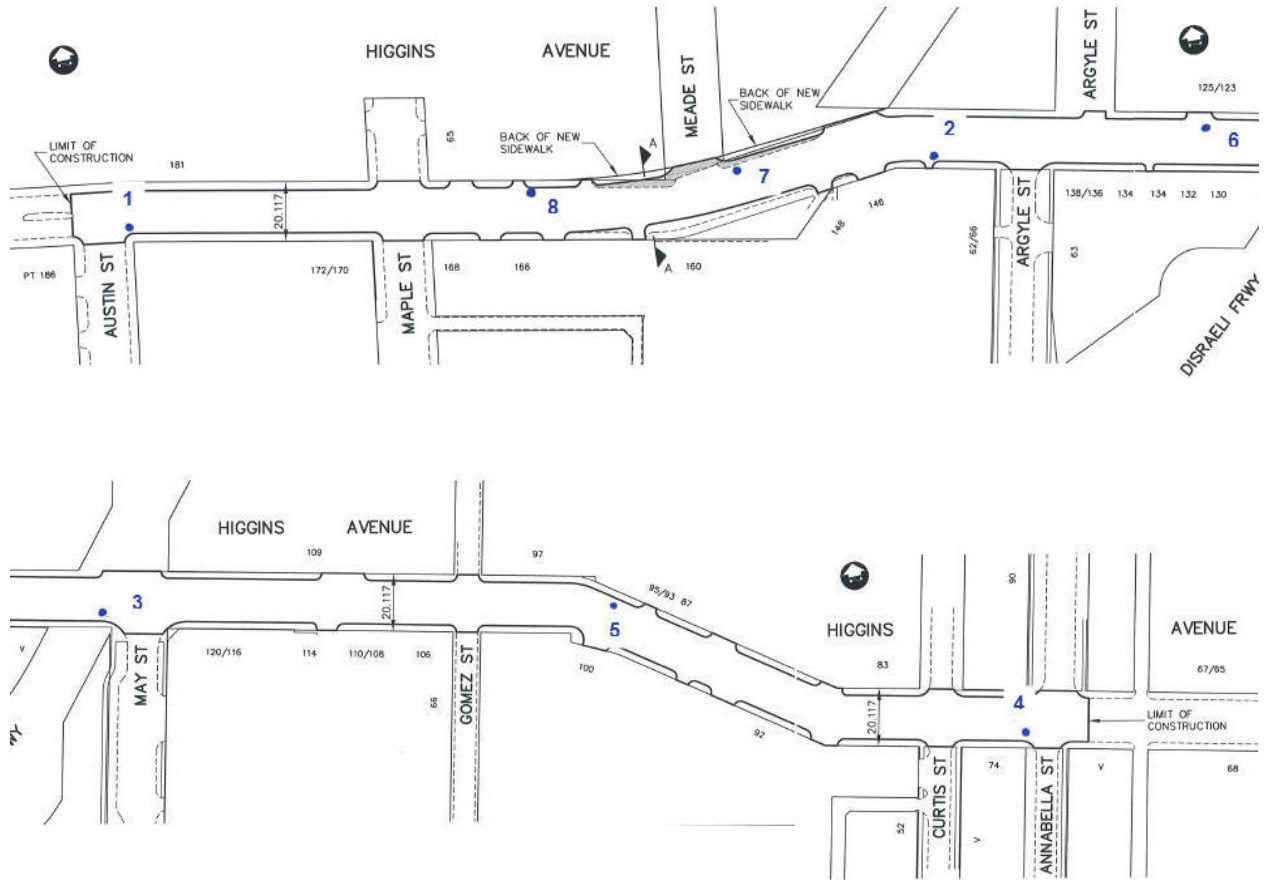 HIGGINS AVENUE
MEADE ST
ARGYLE ST
125/123
BACK OF NEW
SIDEWALK
65
BACK OF NEW
SIDEWALK
A
LIMIT OF
CONSTRUCTION
181
1
2
6
7
8
20.117
PT 186
AUSTIN ST
172/170
MAPLE ST
168
166
A
160
148
146
62/66
ARGYLE ST
63
138/136
134
134
132
130
DISRAELI FRWY
HIGGINS AVENUE
109
97
95/93
87
90
HIGGINS
AVENUE
3
20.117
5
83
67/65
4
V
MAY ST
120/116
114
110/108
106
66
GOMEZ ST
100
92
20.117
LIMIT OF
CONSTRUCTION
52
CURTIS ST
74
V
ANNABELLA ST
V
68